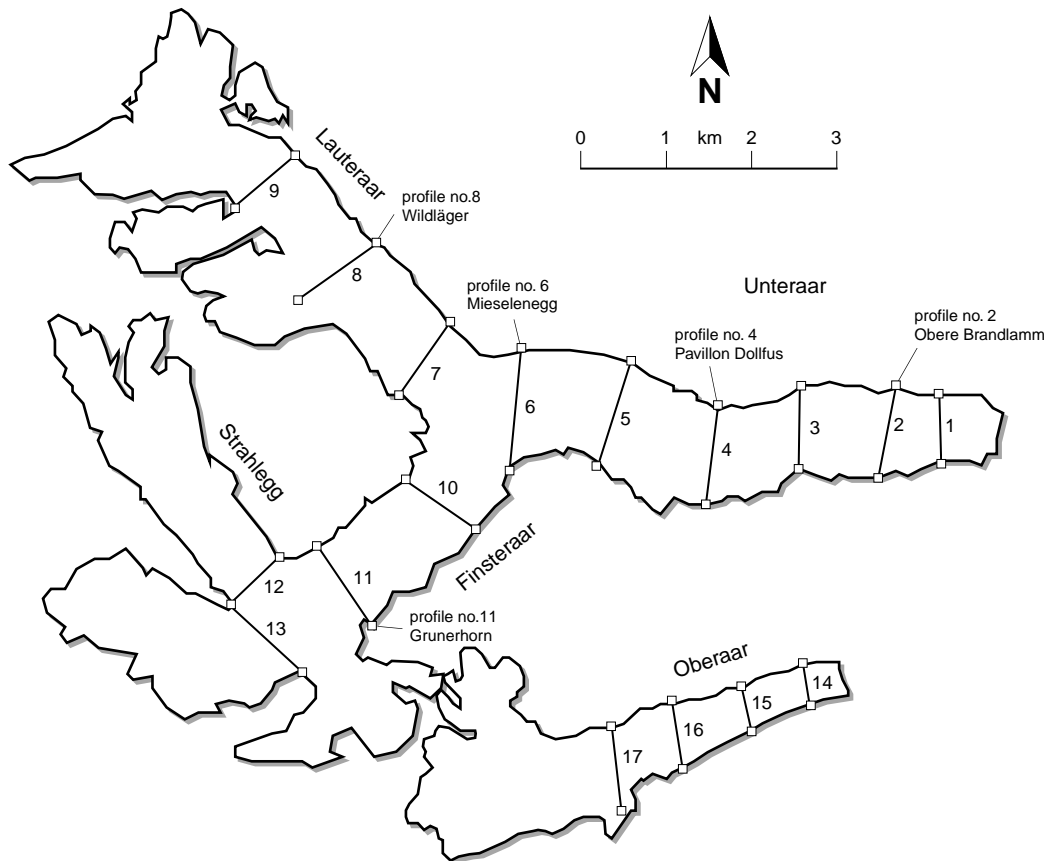 N
0 1 km 2 3
Lauteraar
9
profile no.8
Wildläger
8
Unteraar
profile no. 6
Mieselenegg
profile no. 2
Obere Brandlamm
profile no. 4
Pavillon Dollfus
7
6
5
4
3
2
1
Strahlegg
10
Finsteraar
11
12
13
profile no.11
Grunerhorn
Oberaar
14
15
16
17